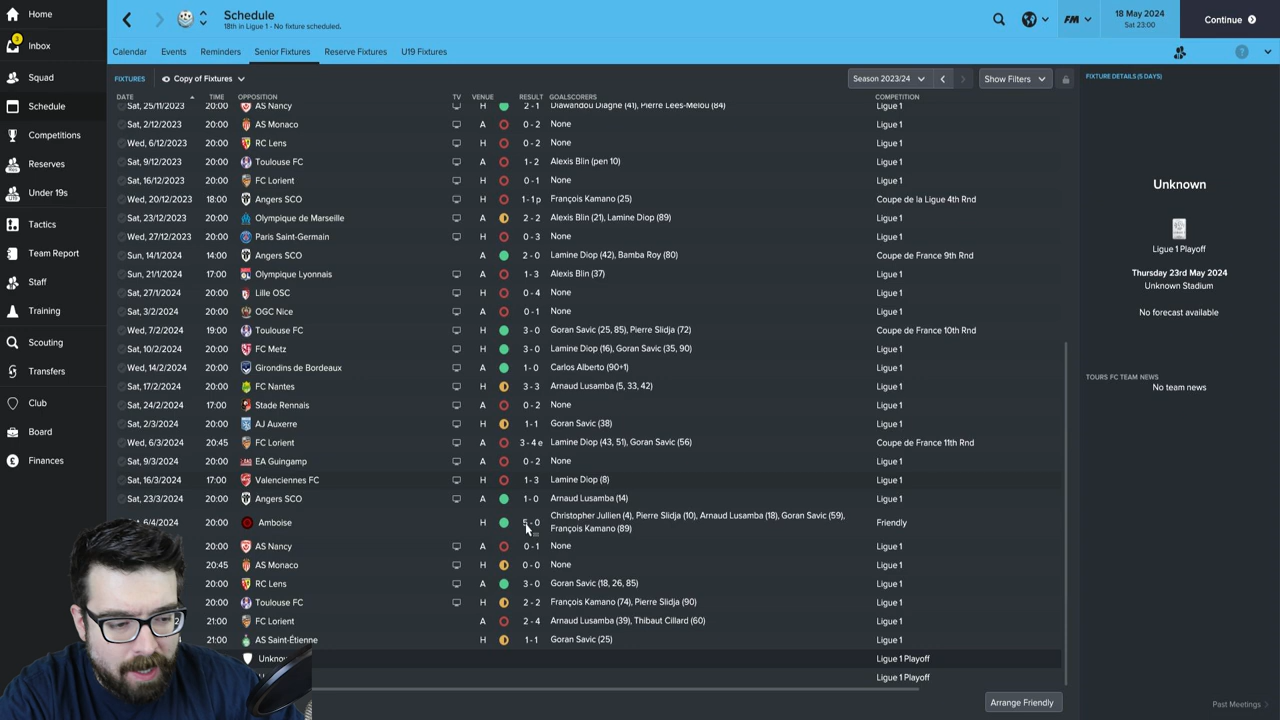 Home
Schedule
18th in Ligue 1 - No fixture scheduled.
FM
18 May 2024
Sat 23:00
Continue
3
Inbox
Calendar
Events
Reminders
Senior Fixtures
Reserve Fixtures
U19 Fixtures
Squad
FIXTURES
Copy of Fixtures
Season 2023/24
Show Filters
FIXTURE DETAILS (5 DAYS)
DATE TIME OPPOSITION TV VENUE RESULT GOALSCORERS COMPETITION
Schedule
Sat, 25/11/2023 20:00 AS Nancy H 2 - 1 Diawandou Diagne (41), Pierre Lees-Melou (84) Ligue 1
Sat, 2/12/2023 20:00 AS Monaco A 0 - 2 None Ligue 1
Competitions
Wed, 6/12/2023 20:00 RC Lens H 0 - 2 None Ligue 1
Reserves
Sat, 9/12/2023 20:00 Toulouse FC A 1 - 2 Alexis Blin (pen 10) Ligue 1
Sat, 16/12/2023 20:00 FC Lorient H 0 - 1 None Ligue 1
Under 19s
Wed, 20/12/2023 18:00 Angers SCO H 1 - 1 p François Kamano (25) Coupe de la Ligue 4th Rnd
Sat, 23/12/2023 20:00 Olympique de Marseille A 2 - 2 Alexis Blin (21), Lamine Diop (89) Ligue 1
Tactics
Wed, 27/12/2023 20:00 Paris Saint-Germain H 0 - 3 None Ligue 1
Team Report
Sun, 14/1/2024 14:00 Angers SCO A 2 - 0 Lamine Diop (42), Bamba Roy (80) Coupe de France 9th Rnd
Sun, 21/1/2024 17:00 Olympique Lyonnais A 1 - 3 Alexis Blin (37) Ligue 1
Staff
Sat, 27/1/2024 20:00 Lille OSC H 0 - 4 None Ligue 1
Training
Sat, 3/2/2024 20:00 OGC Nice A 0 - 1 None Ligue 1
Wed, 7/2/2024 19:00 Toulouse FC H 3 - 0 Goran Savic (25, 85), Pierre Slidja (72) Coupe de France 10th Rnd
Scouting
Sat, 10/2/2024 20:00 FC Metz H 3 - 0 Lamine Diop (16), Goran Savic (35, 90) Ligue 1
Transfers
Wed, 14/2/2024 20:00 Girondins de Bordeaux A 1 - 0 Carlos Alberto (90+1) Ligue 1
Sat, 17/2/2024 20:00 FC Nantes H 3 - 3 Arnaud Lusamba (5, 33, 42) Ligue 1
Club
Sat, 24/2/2024 17:00 Stade Rennais A 0 - 2 None Ligue 1
Sat, 2/3/2024 20:00 AJ Auxerre H 1 - 1 Goran Savic (38) Ligue 1
Board
Wed, 6/3/2024 20:45 FC Lorient A 3 - 4 e Lamine Diop (43, 51), Goran Savic (56) Coupe de France 11th Rnd
Finances
Sat, 9/3/2024 20:00 EA Guingamp A 0 - 2 None Ligue 1
Sat, 16/3/2024 17:00 Valenciennes FC H 1 - 3 Lamine Diop (8) Ligue 1
Sat, 23/3/2024 20:00 Angers SCO A 1 - 0 Arnaud Lusamba (14) Ligue 1
6/4/2024 20:00 Amboise H 5 - 0 Christopher Jullien (4), Pierre Slidja (10), Arnaud Lusamba (18), Goran Savic (59), Friendly
François Kamano (89)
20:00 AS Nancy A 0 - 1 None Ligue 1
20:45 AS Monaco H 0 - 0 None Ligue 1
20:00 RC Lens A 3 - 0 Goran Savic (18, 26, 85) Ligue 1
20:00 Toulouse FC H 2 - 2 François Kamano (74), Pierre Slidja (90) Ligue 1
21:00 FC Lorient A 2 - 4 Arnaud Lusamba (39), Thibaut Cillard (60) Ligue 1
21:00 AS Saint-Étienne H 1 - 1 Goran Savic (25) Ligue 1
Ligue 1 Playoff
Ligue 1 Playoff
Arrange Friendly
Unknown
Ligue 1 Playoff
Thursday 23rd May 2024
Unknown Stadium
No forecast available
TOURS FC TEAM NEWS
No team news
Past Meetings